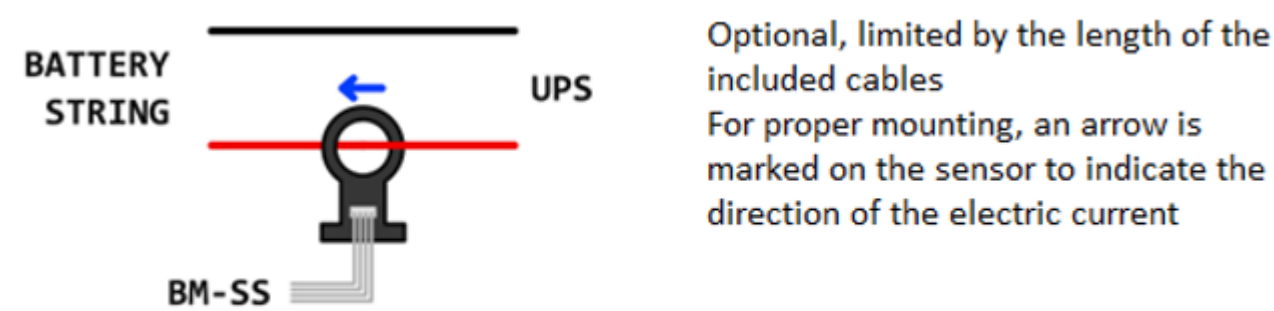 BATTERY
STRING
UPS
BM-SS
Optional, limited by the length of the
included cables
For proper mounting, an arrow is
marked on the sensor to indicate the
direction of the electric current